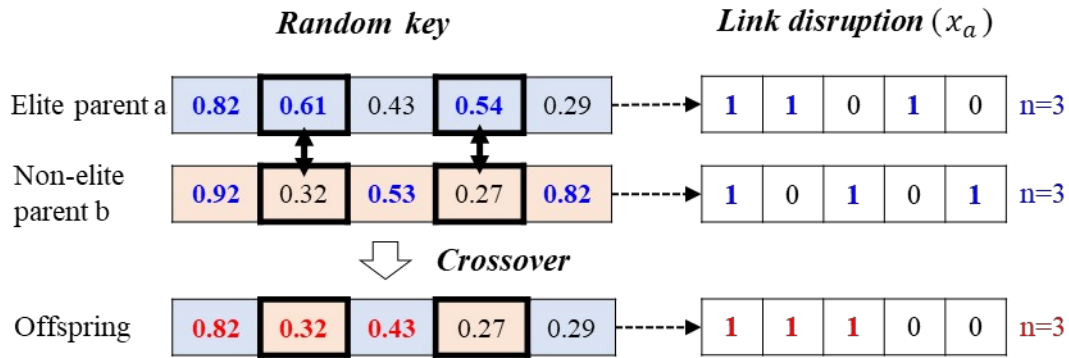 Random key Link disruption (xₐ)
Elite parent a 0.82 0.61 0.43 0.54 0.29 1 1 0 1 0 n=3
Non-elite
parent b 0.92 0.32 0.53 0.27 0.82 1 0 1 0 1 n=3
Crossover
Offspring 0.82 0.32 0.43 0.27 0.29 1 1 1 0 0 n=3